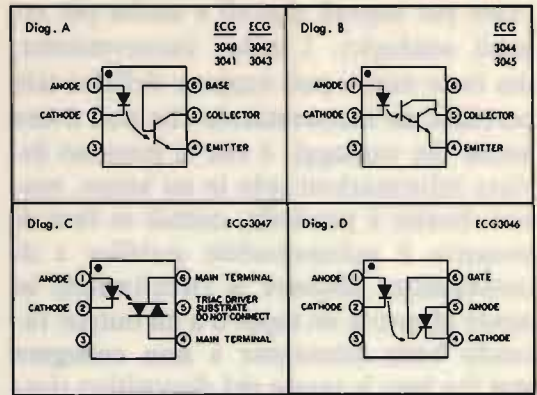 Diag. A
ECG
3040 3042
3041 3043
ANODE 1
CATHODE 2
3
6 BASE
5 COLLECTOR
4 EMITTER
Diag. B
ECG
3044
3045
ANODE 1
CATHODE 2
3
6
5 COLLECTOR
4 EMITTER
Diag. C
ECG3047
ANODE 1
CATHODE 2
3
6 MAIN TERMINAL
5 TRIAC DRIVER
SUBSTRATE
DO NOT CONNECT
4 MAIN TERMINAL
Diag. D
ECG3046
ANODE 1
CATHODE 2
3
6 GATE
5 ANODE
4 CATHODE